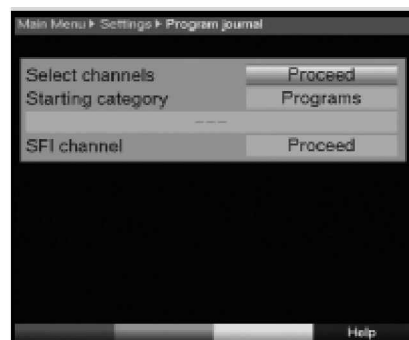 Main Menu ▸ Settings ▸ Program journal
Select channels Proceed
Starting category Programs
---
SFI channel Proceed
Help